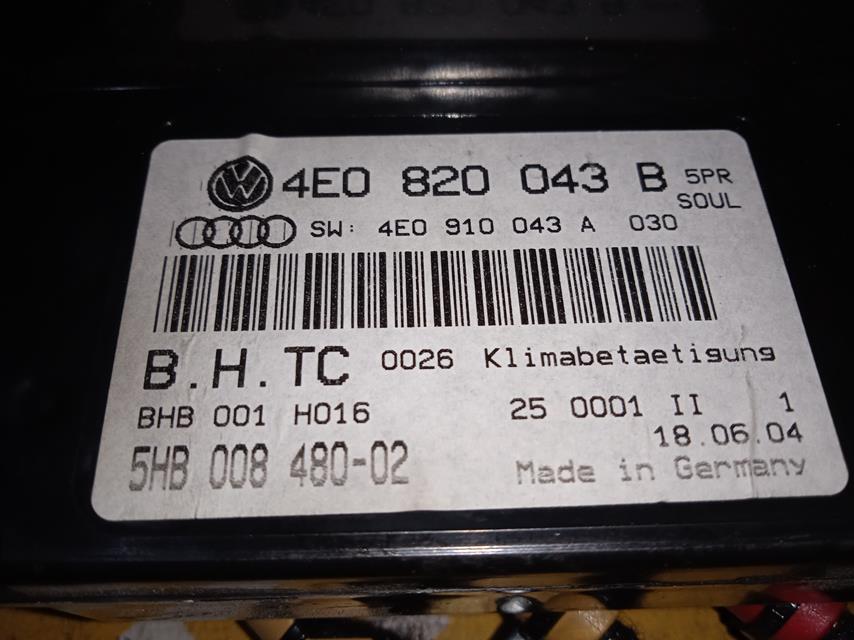 4E0 820 043 B 5PR
SOUL
SW: 4E0 910 043 A 030
B.H.TC 0026 Klimabetaetigung
BHB 001 H016 25 0001 II 1
18.06.04
5HB 008 480-02 Made in Germany